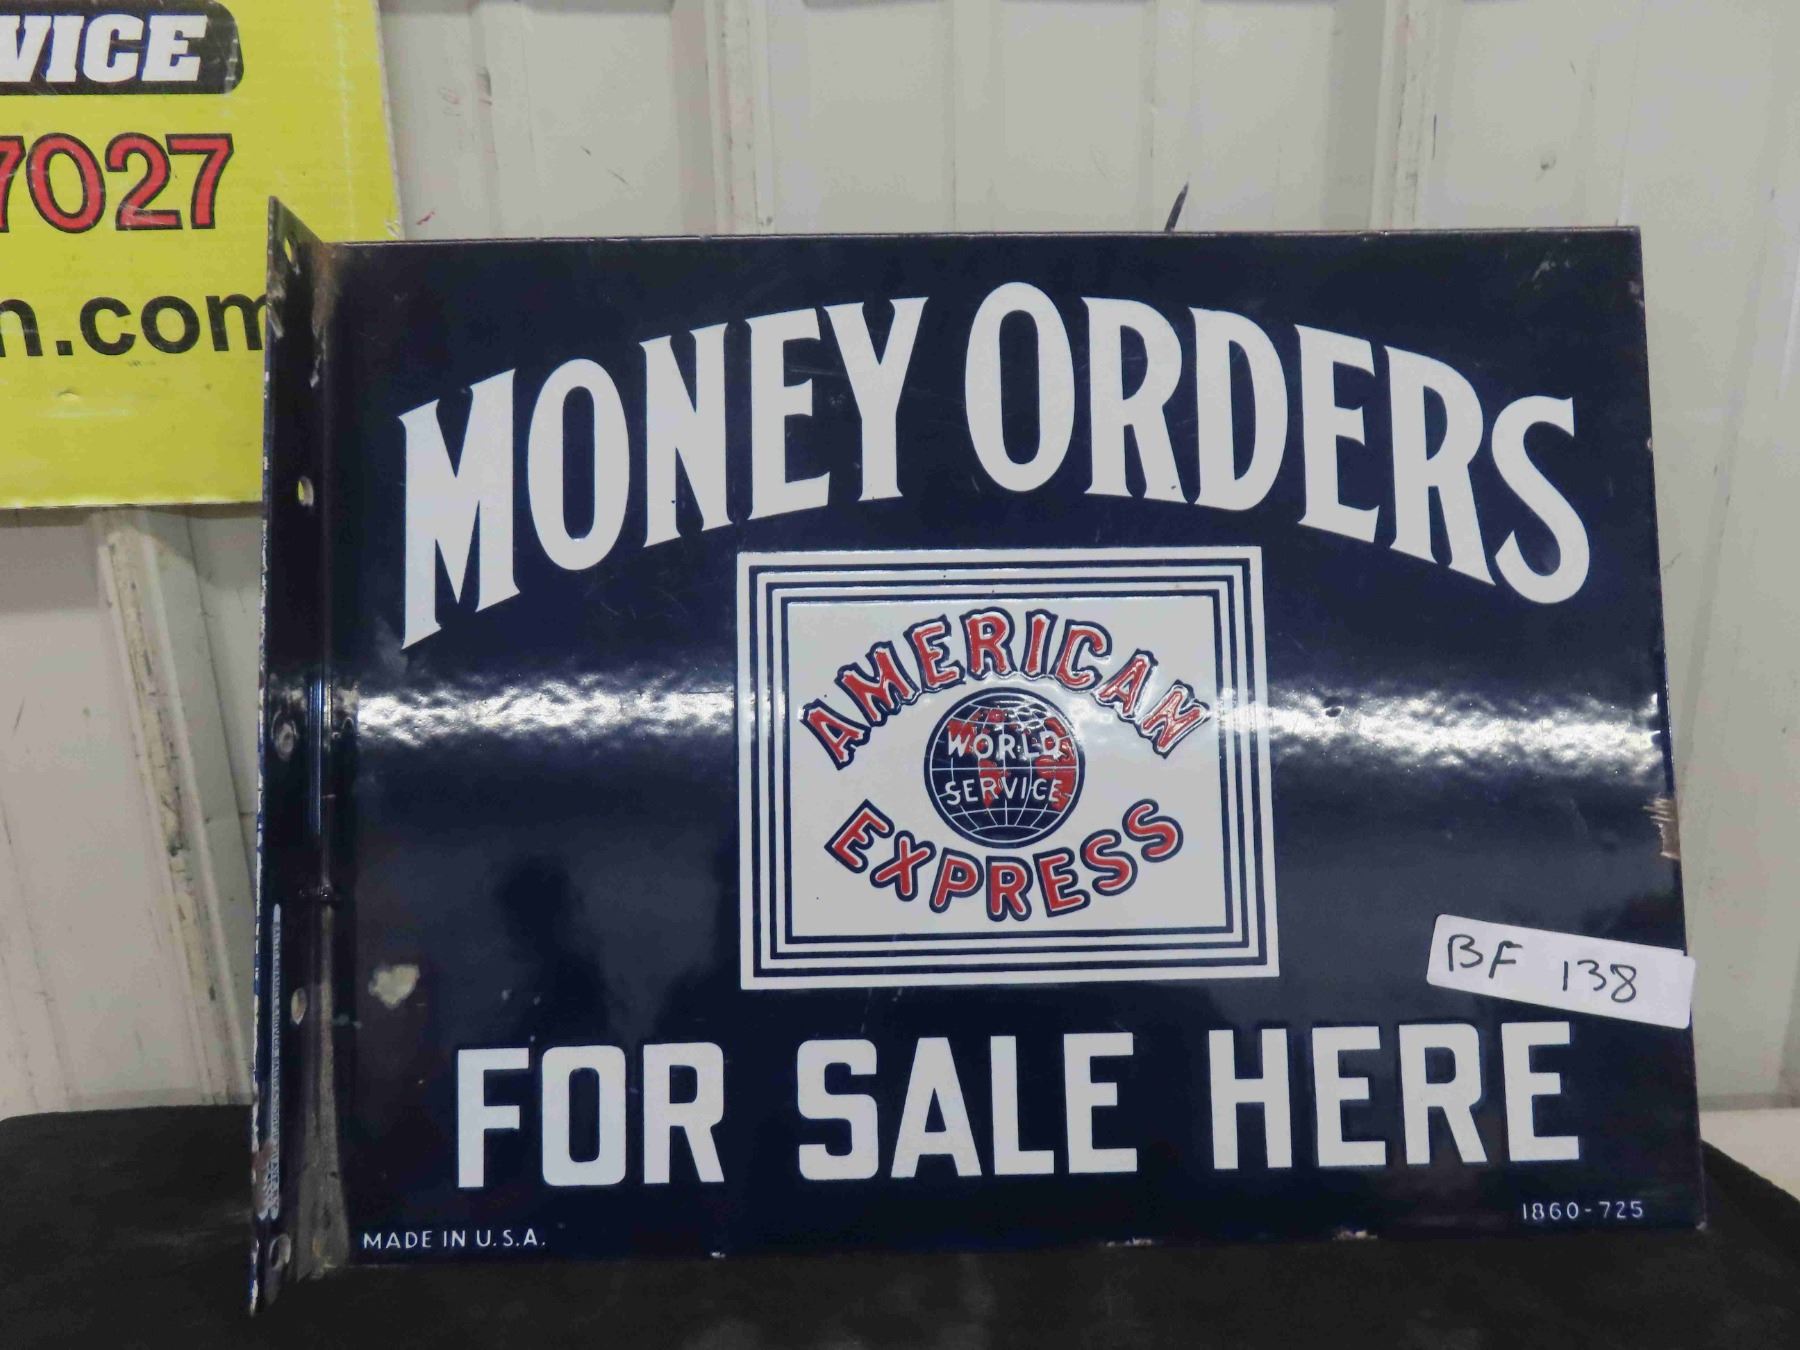 VICE
7027
n.com
MONEY ORDERS
AMERICAN
WORLD
SERVICE
EXPRESS
BF 138
FOR SALE HERE
1860-725
MADE IN U.S.A.